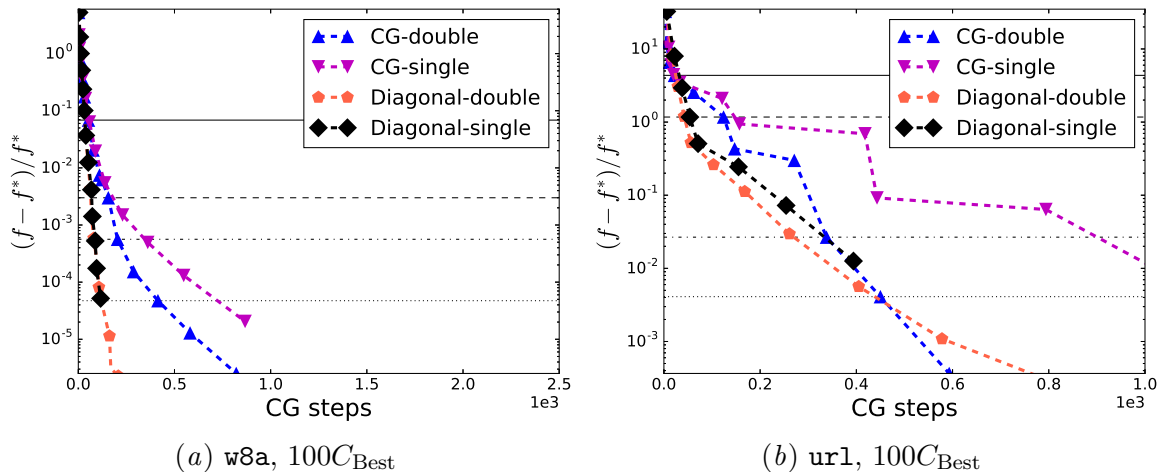 CG-double
CG-single
Diagonal-double
Diagonal-single
10^0
10^-1
10^-2
10^-3
10^-4
10^-5
(f − f*)/f*
0.0 0.5 1.0 1.5 2.0 2.5
1e3
CG steps
(a) w8a, 100C_Best
CG-double
CG-single
Diagonal-double
Diagonal-single
10^1
10^0
10^-1
10^-2
10^-3
(f − f*)/f*
0.0 0.2 0.4 0.6 0.8 1.0
1e3
CG steps
(b) url, 100C_Best